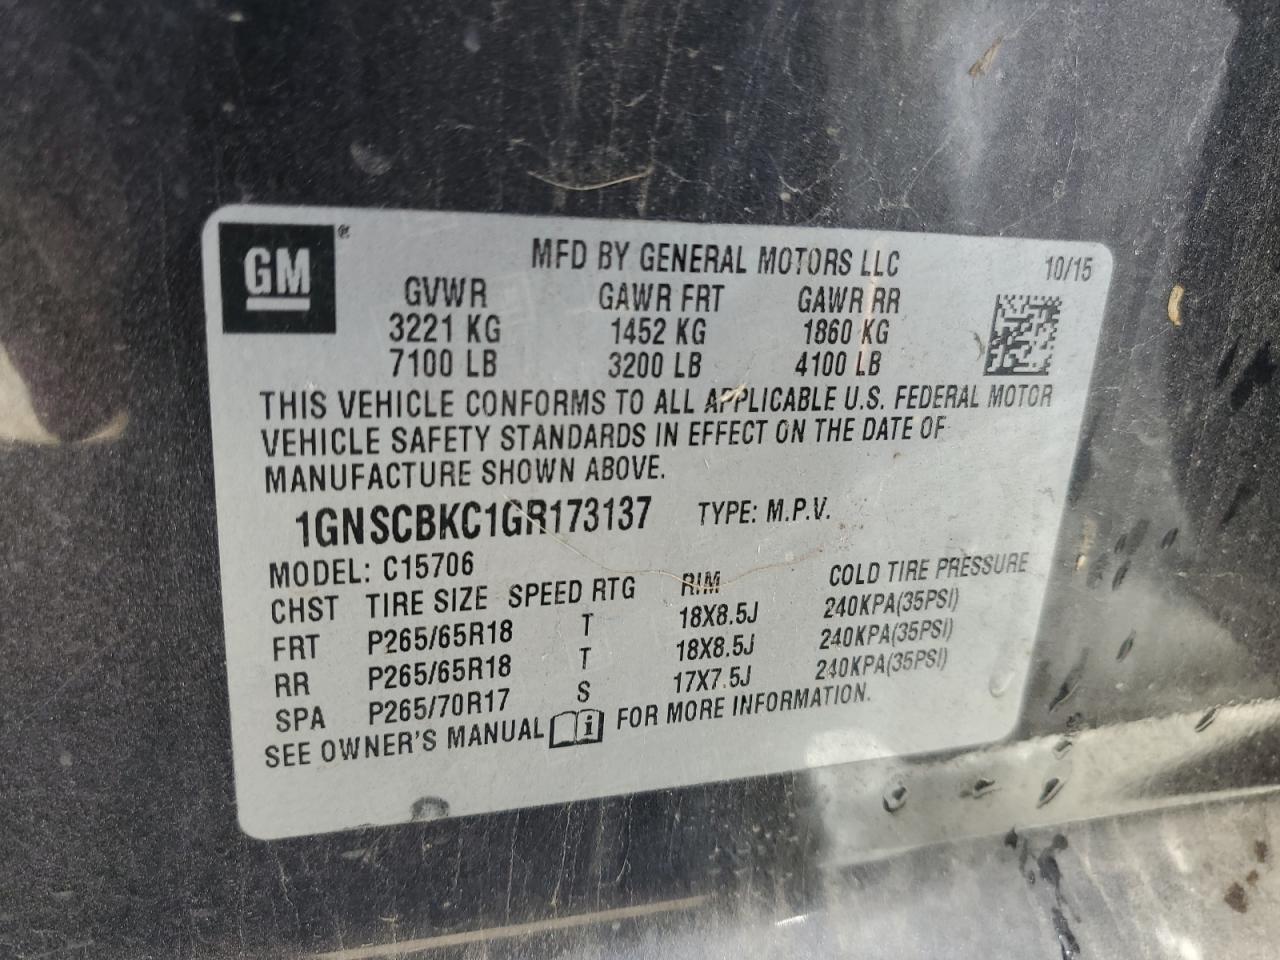 GM ®
MFD BY GENERAL MOTORS LLC 10/15
GVWR GAWR FRT GAWR RR
3221 KG 1452 KG 1860 KG
7100 LB 3200 LB 4100 LB
THIS VEHICLE CONFORMS TO ALL APPLICABLE U.S. FEDERAL MOTOR
VEHICLE SAFETY STANDARDS IN EFFECT ON THE DATE OF
MANUFACTURE SHOWN ABOVE.
1GNSCBKC1GR173137 TYPE: M.P.V.
MODEL: C15706
CHST TIRE SIZE SPEED RTG RIM COLD TIRE PRESSURE
FRT P265/65R18 T 18X8.5J 240KPA(35PSI)
RR P265/65R18 T 18X8.5J 240KPA(35PSI)
SPA P265/70R17 S 17X7.5J 240KPA(35PSI)
SEE OWNER'S MANUAL i FOR MORE INFORMATION.